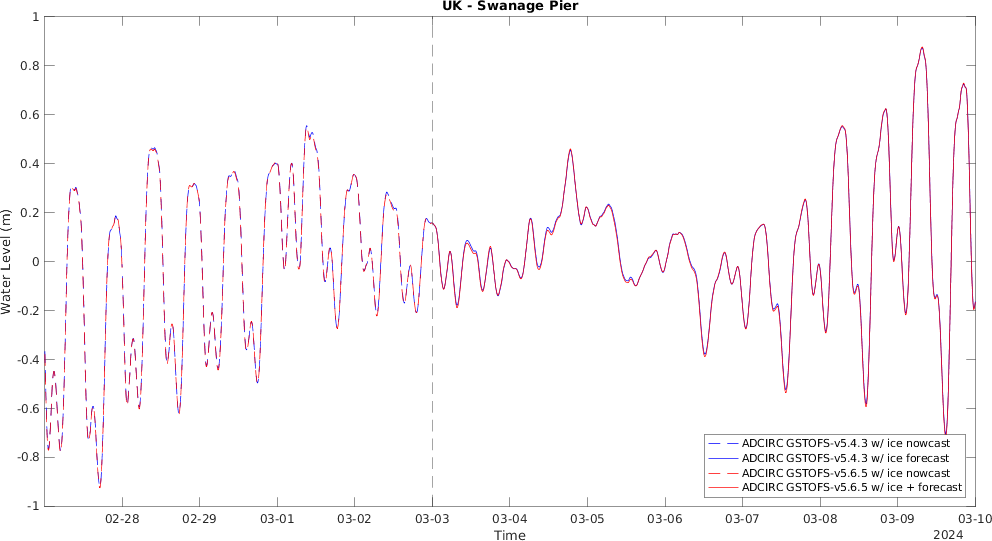 UK - Swanage Pier
1
0.8
0.6
0.4
0.2
0
-0.2
-0.4
-0.6
-0.8
-1
Water Level (m)
02-28 02-29 03-01 03-02 03-03 03-04 03-05 03-06 03-07 03-08 03-09 03-10
Time
2024
ADCIRC GSTOFS-v5.4.3 w/ ice nowcast
ADCIRC GSTOFS-v5.4.3 w/ ice forecast
ADCIRC GSTOFS-v5.6.5 w/ ice nowcast
ADCIRC GSTOFS-v5.6.5 w/ ice + forecast